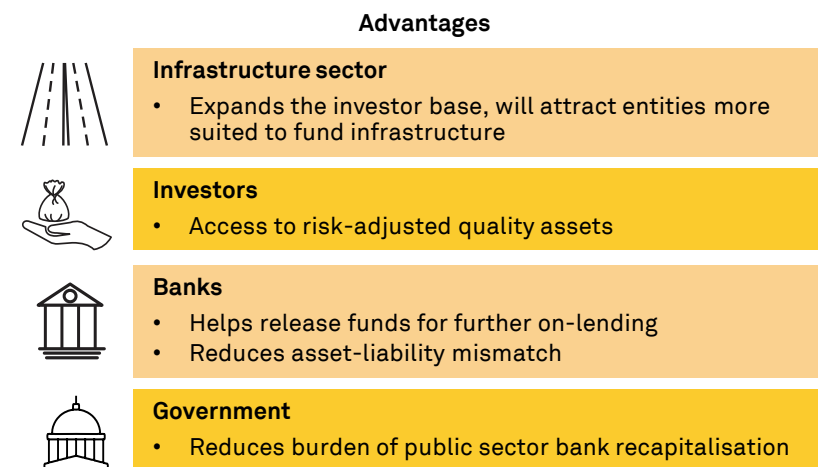 Advantages
Infrastructure sector
• Expands the investor base, will attract entities more
suited to fund infrastructure
Investors
• Access to risk-adjusted quality assets
Banks
• Helps release funds for further on-lending
• Reduces asset-liability mismatch
Government
• Reduces burden of public sector bank recapitalisation